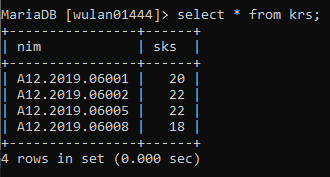 MariaDB [wulan01444]> select * from krs;
+----------------+------+
| nim            | sks  |
+----------------+------+
| A12.2019.06001 |   20 |
| A12.2019.06002 |   22 |
| A12.2019.06005 |   22 |
| A12.2019.06008 |   18 |
+----------------+------+
4 rows in set (0.000 sec)